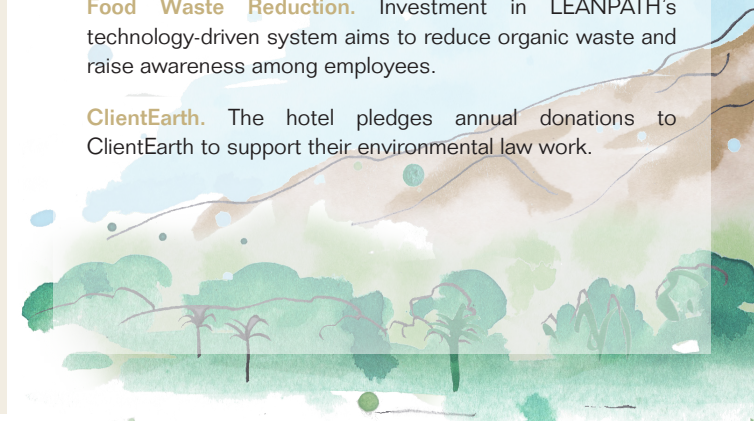 Food Waste Reduction. Investment in LEANPATH's
technology-driven system aims to reduce organic waste and
raise awareness among employees.
ClientEarth. The hotel pledges annual donations to
ClientEarth to support their environmental law work.